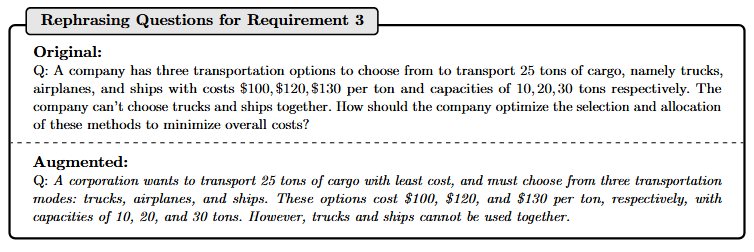 Rephrasing Questions for Requirement 3
Original:
Q: A company has three transportation options to choose from to transport 25 tons of cargo, namely trucks,
airplanes, and ships with costs $100, $120, $130 per ton and capacities of 10, 20, 30 tons respectively. The
company can't choose trucks and ships together. How should the company optimize the selection and allocation
of these methods to minimize overall costs?
Augmented:
Q: A corporation wants to transport 25 tons of cargo with least cost, and must choose from three transportation
modes: trucks, airplanes, and ships. These options cost $100, $120, and $130 per ton, respectively, with
capacities of 10, 20, and 30 tons. However, trucks and ships cannot be used together.